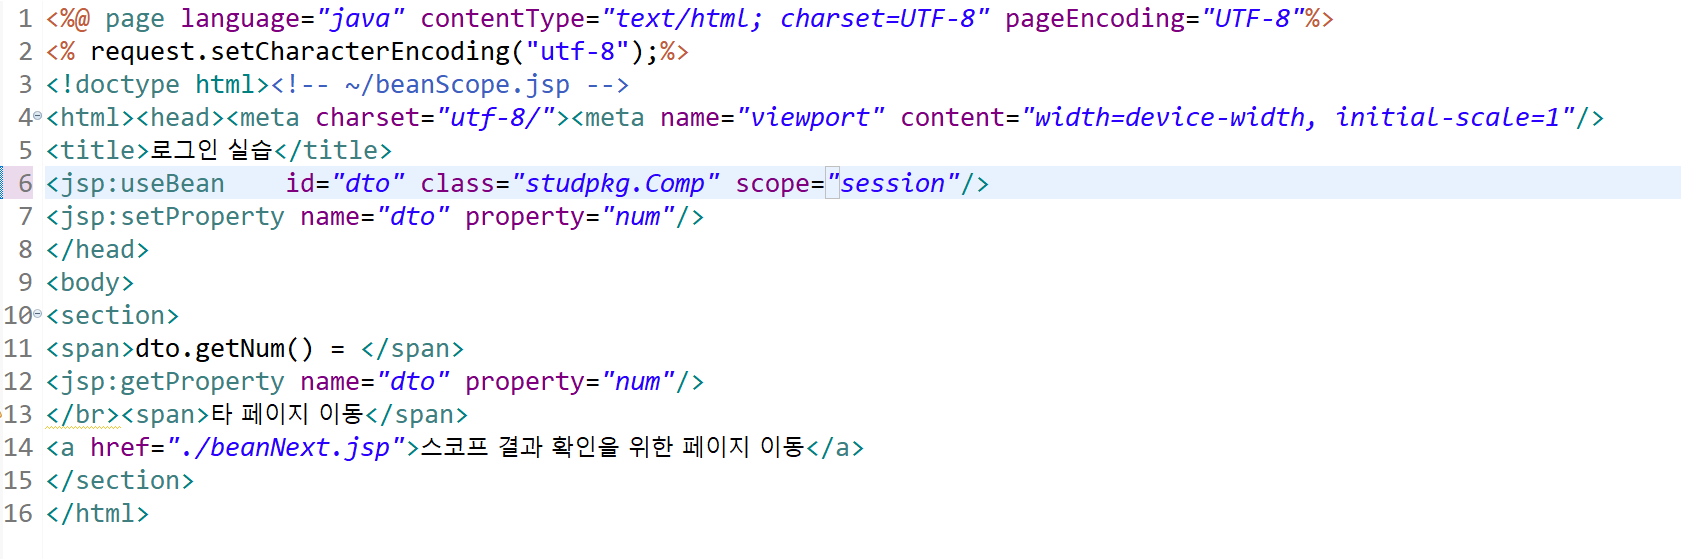 1 <%@ page language="java" contentType="text/html; charset=UTF-8" pageEncoding="UTF-8"%>
2 <% request.setCharacterEncoding("utf-8");%>
3 <!doctype html><!-- ~/beanScope.jsp -->
4 <html><head><meta charset="utf-8/"><meta name="viewport" content="width=device-width, initial-scale=1"/>
5 <title>로그인 실습</title>
6 <jsp:useBean    id="dto" class="studpkg.Comp" scope="session"/>
7 <jsp:setProperty name="dto" property="num"/>
8 </head>
9 <body>
10 <section>
11 <span>dto.getNum() = </span>
12 <jsp:getProperty name="dto" property="num"/>
13 </br><span>타 페이지 이동</span>
14 <a href="./beanNext.jsp">스코프 결과 확인을 위한 페이지 이동</a>
15 </section>
16 </html>